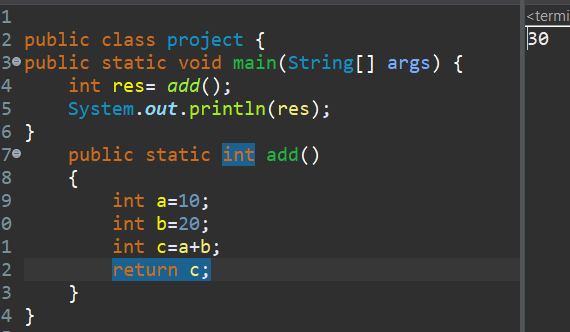 1
2 public class project {
3 public static void main(String[] args) {
4     int res= add();
5     System.out.println(res);
6 }
7     public static int add()
8     {
9         int a=10;
0         int b=20;
1         int c=a+b;
2         return c;
3     }
4 }
<termi
30